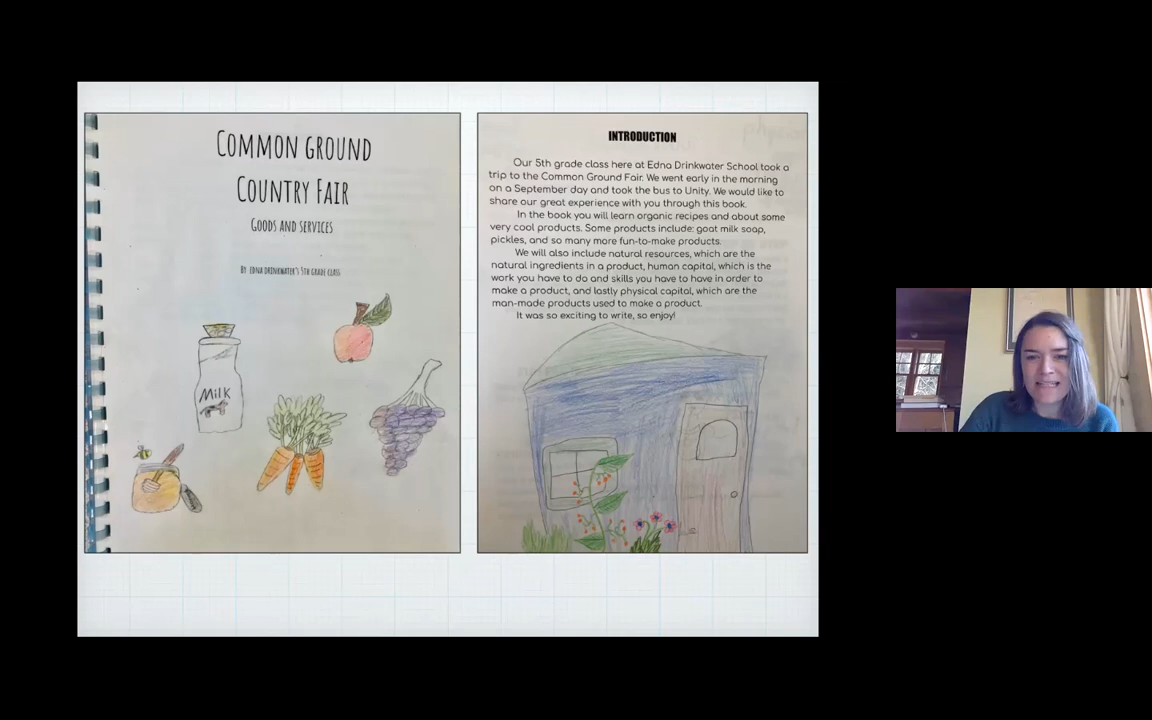 COMMON GROUND
COUNTRY FAIR
GOODS AND SERVICES
BY EDNA DRINKWATER'S 5TH GRADE CLASS
MILK
INTRODUCTION
Our 5th grade class here at Edna Drinkwater School took a
trip to the Common Ground Fair. We went early in the morning
on a September day and took the bus to Unity. We would like to
share our great experience with you through this book.
In the book you will learn organic recipes and about some
very cool products. Some products include: goat milk soap,
pickles, and so many more fun-to-make products.
We will also include natural resources, which are the
natural ingredients in a product, human capital, which is the
work you have to do and skills you have to have in order to
make a product, and lastly physical capital, which are the
man-made products used to make a product.
It was so exciting to write, so enjoy!